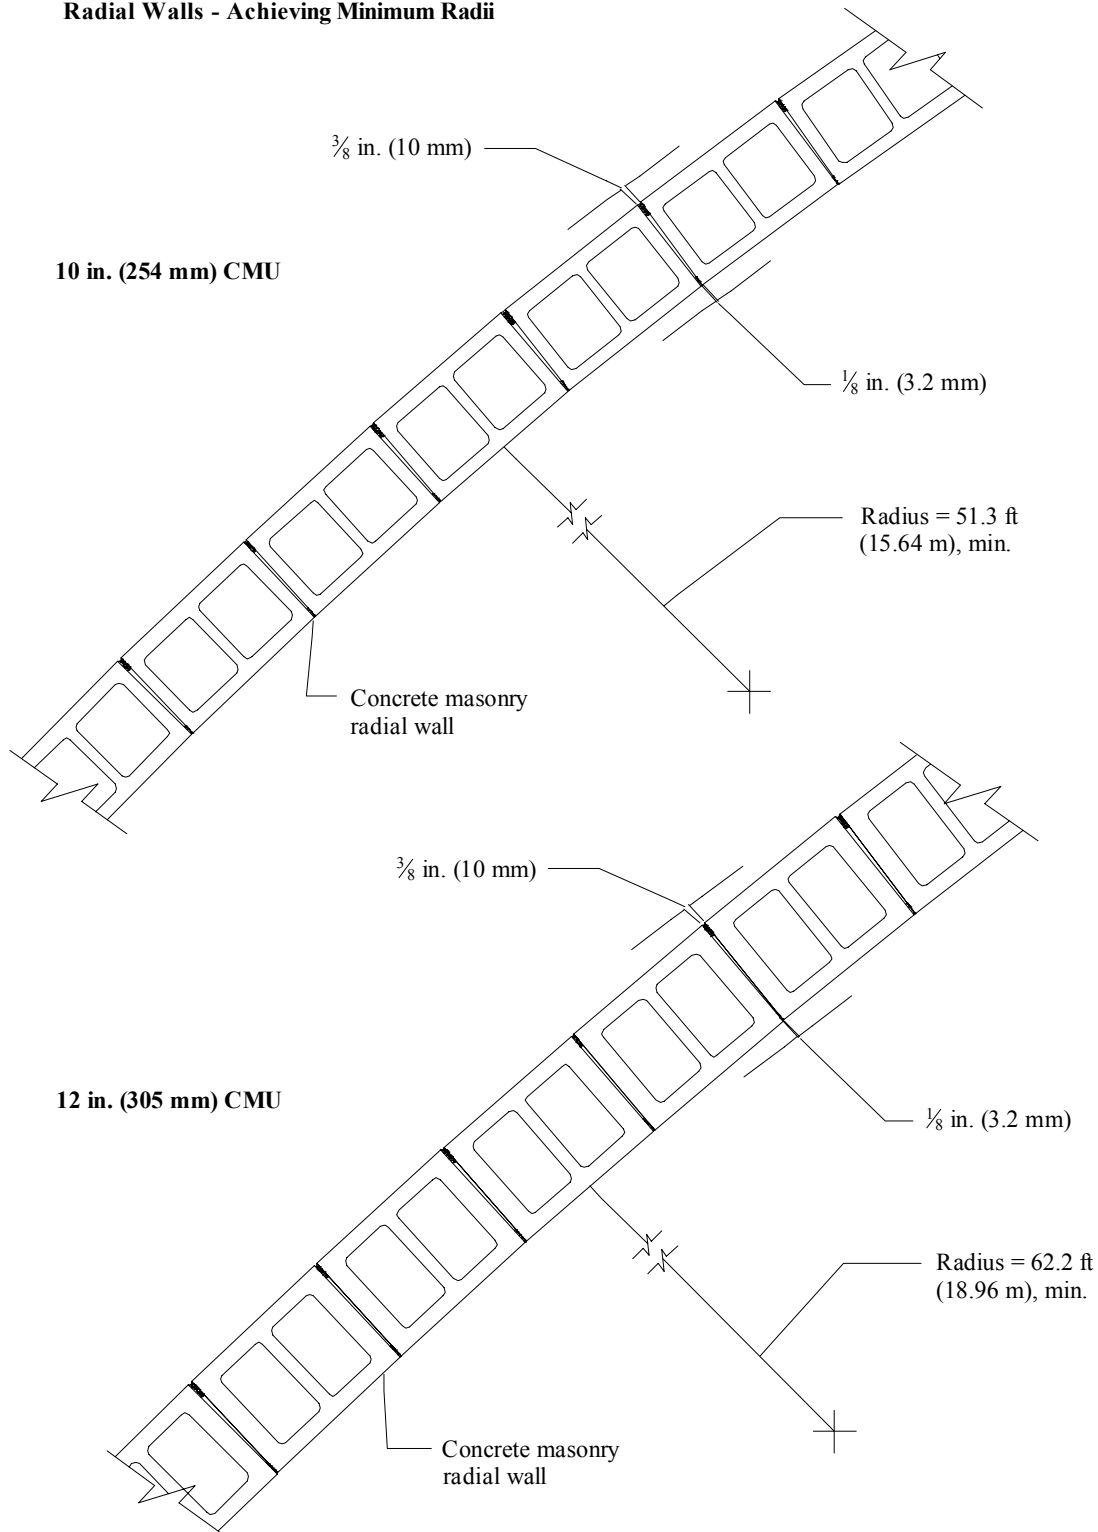 Radial Walls - Achieving Minimum Radii
⅜ in. (10 mm)
10 in. (254 mm) CMU
⅛ in. (3.2 mm)
Radius = 51.3 ft
(15.64 m), min.
Concrete masonry
radial wall
⅜ in. (10 mm)
12 in. (305 mm) CMU
⅛ in. (3.2 mm)
Radius = 62.2 ft
(18.96 m), min.
Concrete masonry
radial wall